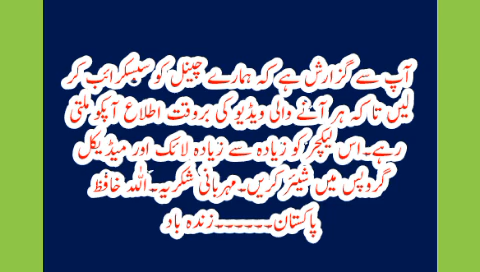 آپ سے گزارش ہے کہ ہمارے چینل کو سبسکرائب کر
لیں تاکہ ہر آنے والی ویڈیو کی بروقت اطلاع آپکو ملتی
رہے۔اس لیکچر کو زیادہ سے زیادہ لائک اور میڈیکل
گروپس میں شیئر کریں۔مہربانی شکریہ۔اللہ حافظ
پاکستان۔۔۔۔۔۔زندہ باد